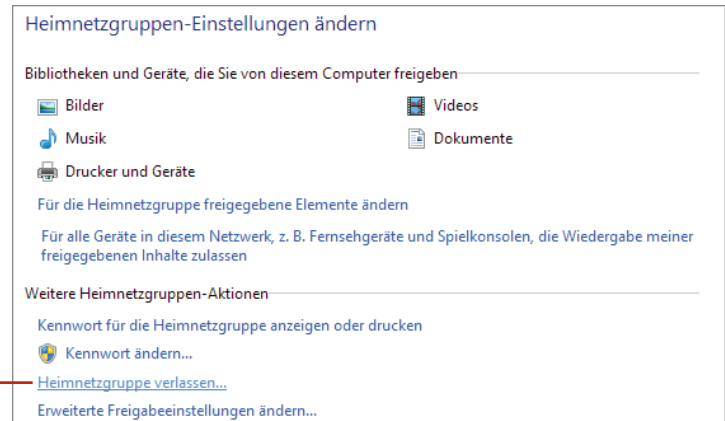 Heimnetzgruppen-Einstellungen ändern
Bibliotheken und Geräte, die Sie von diesem Computer freigeben
Bilder
Videos
Musik
Dokumente
Drucker und Geräte
Für die Heimnetzgruppe freigegebene Elemente ändern
Für alle Geräte in diesem Netzwerk, z. B. Fernsehgeräte und Spielkonsolen, die Wiedergabe meiner
freigegebenen Inhalte zulassen
Weitere Heimnetzgruppen-Aktionen
Kennwort für die Heimnetzgruppe anzeigen oder drucken
Kennwort ändern...
Heimnetzgruppe verlassen...
Erweiterte Freigabeeinstellungen ändern...